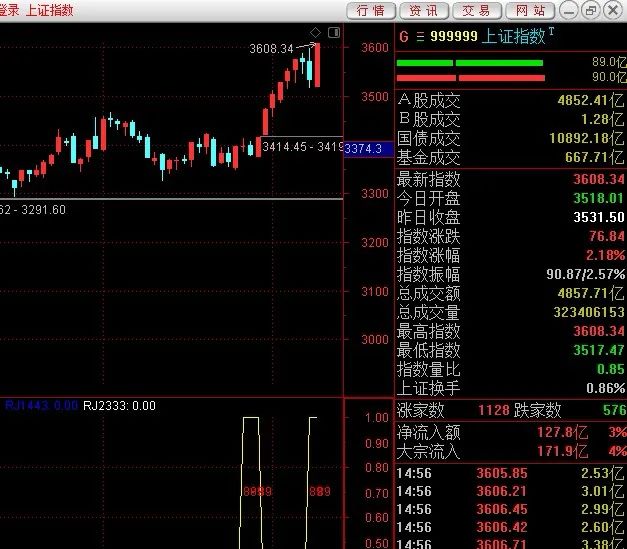 登录 上证指数
行情 资讯 交易 网站
G 999999 上证指数T
89.0亿
90.0亿
A股成交 4852.41亿
B股成交 1.28亿
国债成交 10892.18亿
基金成交 667.71亿
最新指数 3608.34
今日开盘 3518.01
昨日收盘 3531.50
指数涨跌 76.84
指数涨幅 2.18%
指数振幅 90.87/2.57%
总成交额 4857.71亿
总成交量 323406153
最高指数 3608.34
最低指数 3517.47
指数量比 0.85
上证换手 0.86%
涨家数 1128 跌家数 576
净流入额 127.8亿 3%
大宗流入 171.9亿 4%
14:56 3605.85 2.53亿
14:56 3606.21 3.01亿
14:56 3606.45 2.99亿
14:56 3606.42 2.60亿
14:56 3606.71 3.38亿
3608.34
3414.45 - 3419
62 - 3291.60
3600
3500
3374.3
3300
3200
3100
3000
RJ1443: 0.00 RJ2333: 0.00
1.00
0.90
0.80
0.70
0.60
0.50